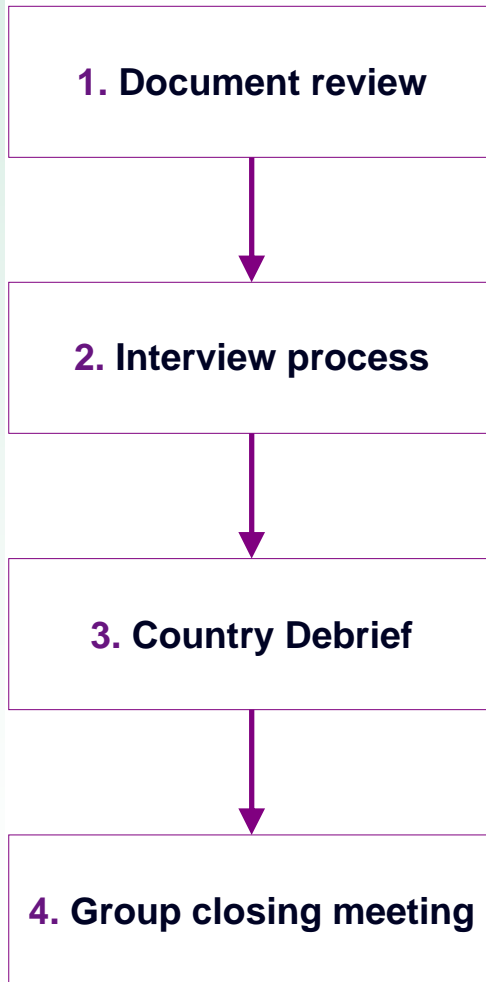 1. Document review
2. Interview process
3. Country Debrief
4. Group closing meeting